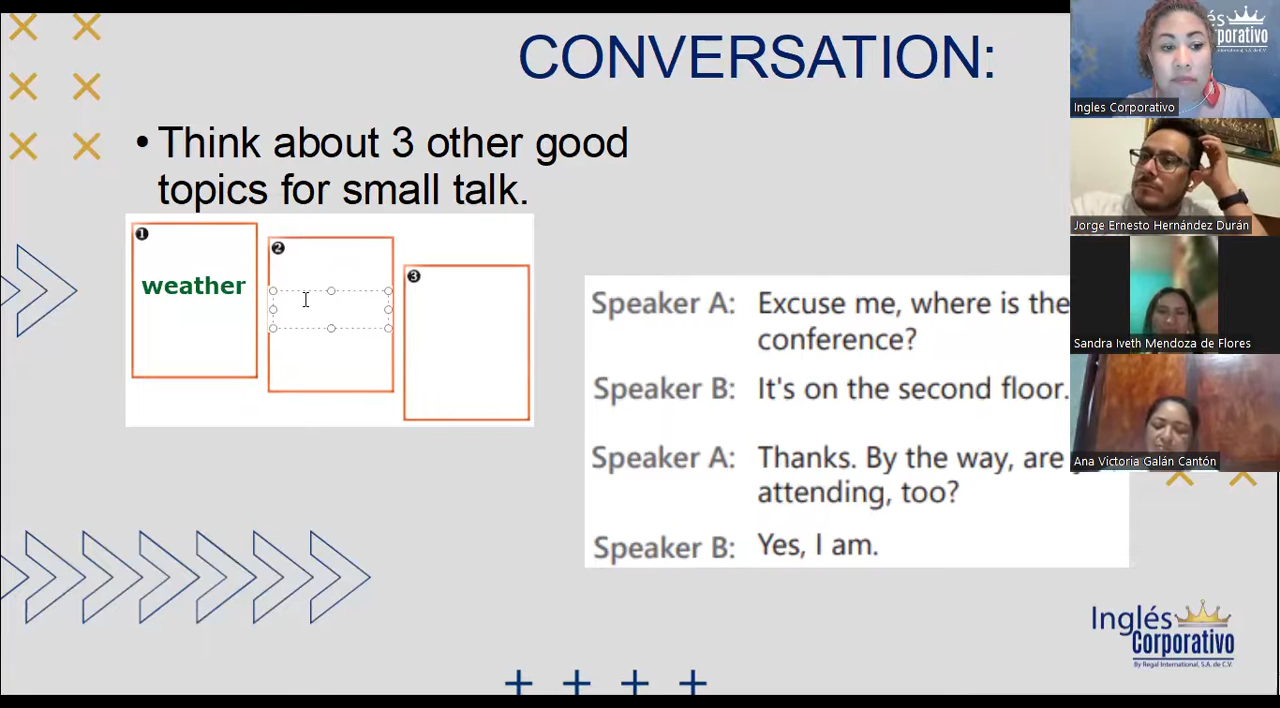 CONVERSATION:
• Think about 3 other good
topics for small talk.
1
weather
2
3
Speaker A: Excuse me, where is the
conference?
Speaker B: It's on the second floor.
Speaker A: Thanks. By the way, are
attending, too?
Speaker B: Yes, I am.
Inglés
Corporativo
By Regal International, S.A. de C.V.
Ingles Corporativo
Jorge Ernesto Hernández Durán
Sandra Iveth Mendoza de Flores
Ana Victoria Galán Cantón